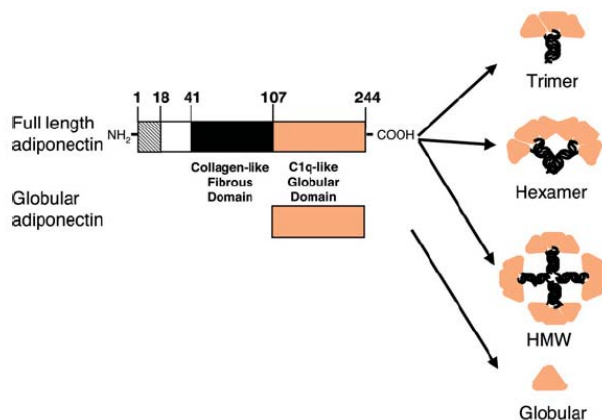 1 18 41 107 244
Full length
adiponectin
NH2
COOH
Collagen-like
Fibrous
Domain
C1q-like
Globular
Domain
Globular
adiponectin
Trimer
Hexamer
HMW
Globular